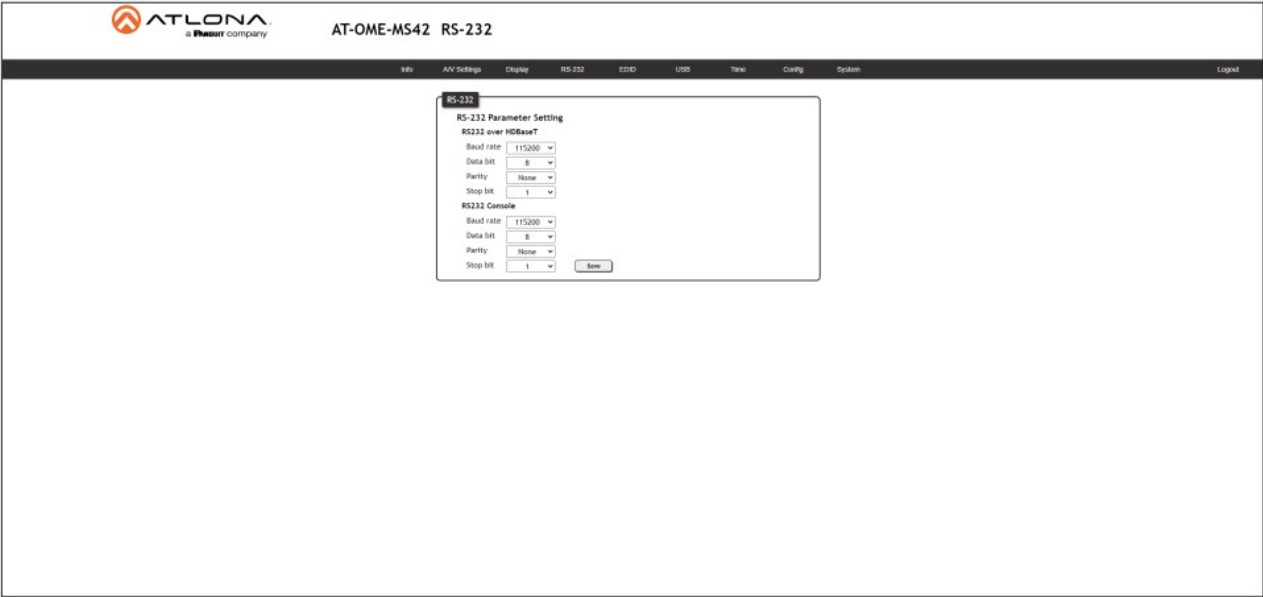 ATLONA.
a PANDUIT company
AT-OME-MS42 RS-232
Info A/V Settings Display RS-232 EDID USB Time Config System Logout
RS-232
RS-232 Parameter Setting
RS232 over HDBaseT
Baud rate 115200
Data bit 8
Parity None
Stop bit 1
RS232 Console
Baud rate 115200
Data bit 8
Parity None
Stop bit 1 Save